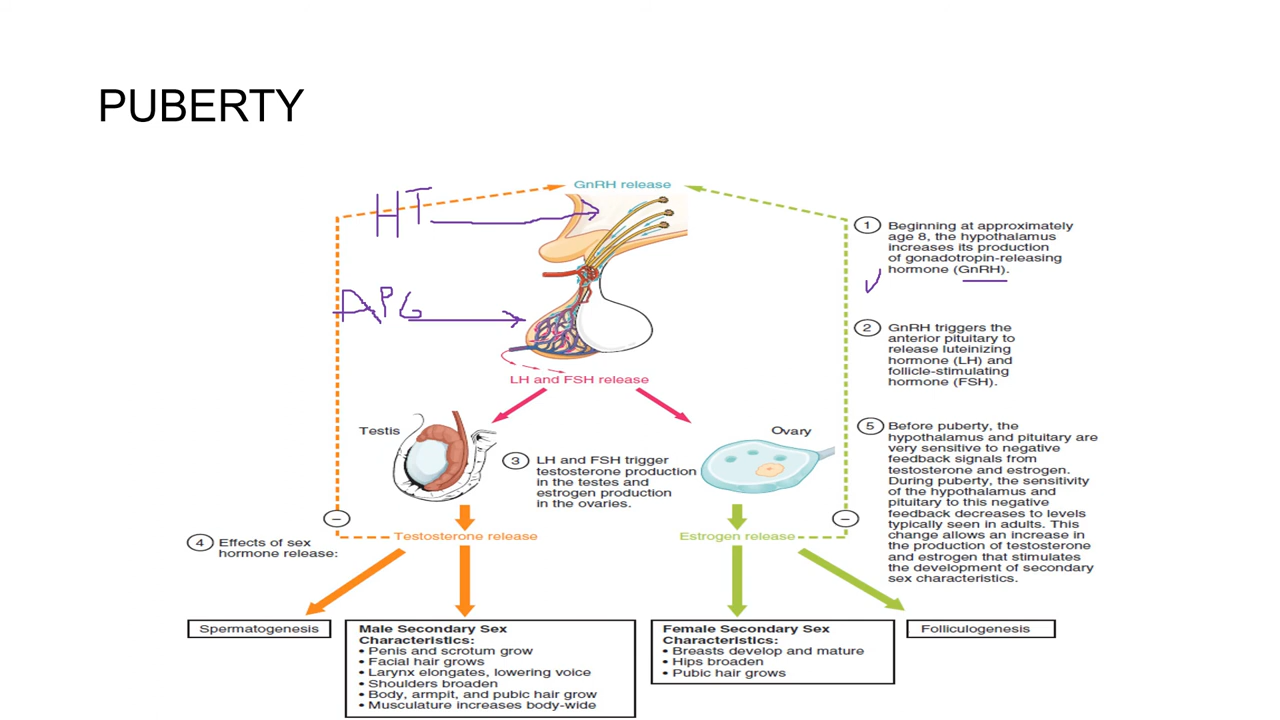 PUBERTY
GnRH release
HT
APG
1 Beginning at approximately
age 8, the hypothalamus
increases its production
of gonadotropin-releasing
hormone (GnRH).
2 GnRH triggers the
anterior pituitary to
release luteinizing
hormone (LH) and
follicle-stimulating
hormone (FSH).
LH and FSH release
Testis
Ovary
3 LH and FSH trigger
testosterone production
in the testes and
estrogen production
in the ovaries.
5 Before puberty, the
hypothalamus and pituitary are
very sensitive to negative
feedback signals from
testosterone and estrogen.
During puberty, the sensitivity
of the hypothalamus and
pituitary to this negative
feedback decreases to levels
typically seen in adults. This
change allows an increase in
the production of testosterone
and estrogen that stimulates
the development of secondary
sex characteristics.
−
−
Testosterone release
Estrogen release
4 Effects of sex
hormone release:
Spermatogenesis
Male Secondary Sex
Characteristics:
• Penis and scrotum grow
• Facial hair grows
• Larynx elongates, lowering voice
• Shoulders broaden
• Body, armpit, and pubic hair grow
• Musculature increases body-wide
Female Secondary Sex
Characteristics:
• Breasts develop and mature
• Hips broaden
• Pubic hair grows
Folliculogenesis